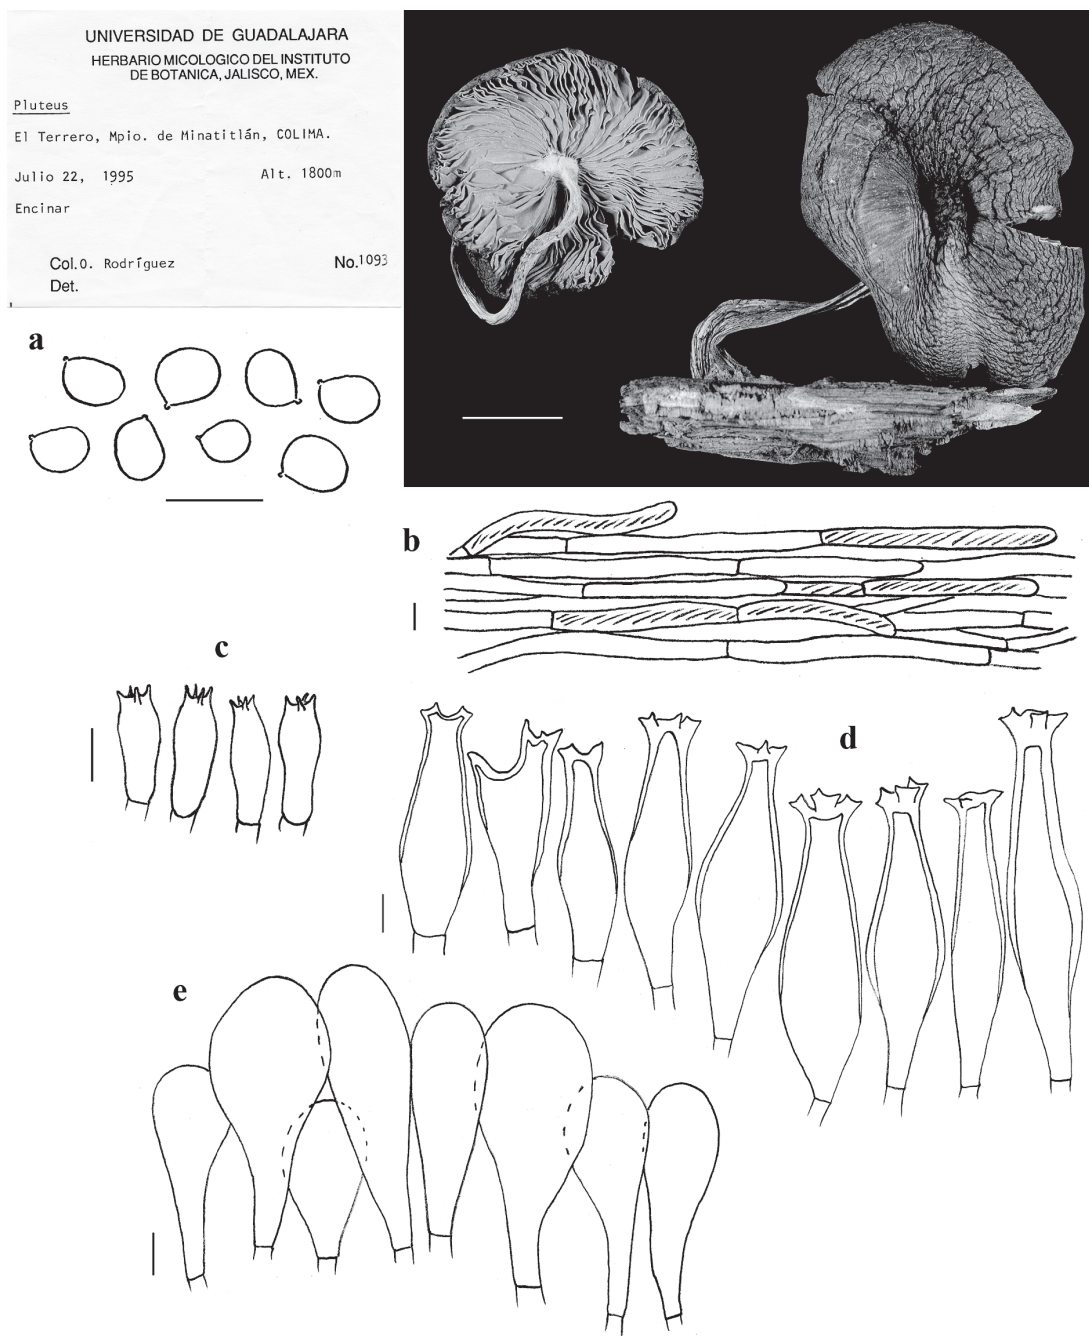 UNIVERSIDAD DE GUADALAJARA
HERBARIO MICOLOGICO DEL INSTITUTO
DE BOTANICA, JALISCO, MEX.
Pluteus
El Terrero, Mpio. de Minatitlán, COLIMA.
Julio 22, 1995 Alt. 1800m
Encinar
Col.O. Rodríguez No.1093
Det.
a
b
c
d
e